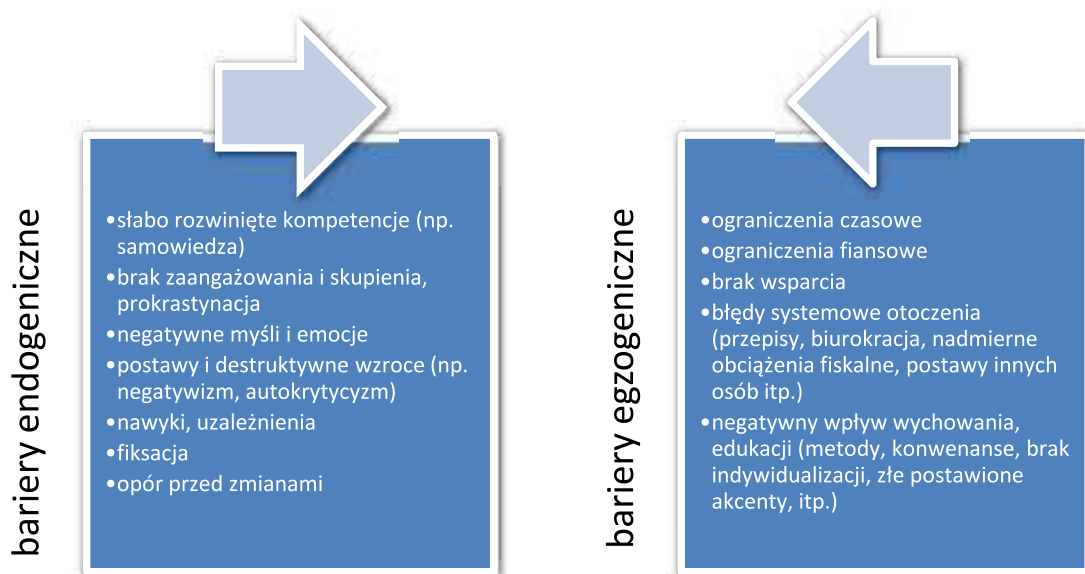 bariery endogeniczne
•słabo rozwinięte kompetencje (np.
samowiedza)
•brak zaangażowania i skupienia,
prokrastynacja
•negatywne myśli i emocje
•postawy i destruktywne wzroce (np.
negatywizm, autokrytycyzm)
•nawyki, uzależnienia
•fiksacja
•opór przed zmianami
bariery egzogeniczne
•ograniczenia czasowe
•ograniczenia fiansowe
•brak wsparcia
•błędy systemowe otoczenia
(przepisy, biurokracja, nadmierne
obciążenia fiskalne, postawy innych
osób itp.)
•negatywny wpływ wychowania,
edukacji (metody, konwenanse, brak
indywidualizacji, złe postawione
akcenty, itp.)